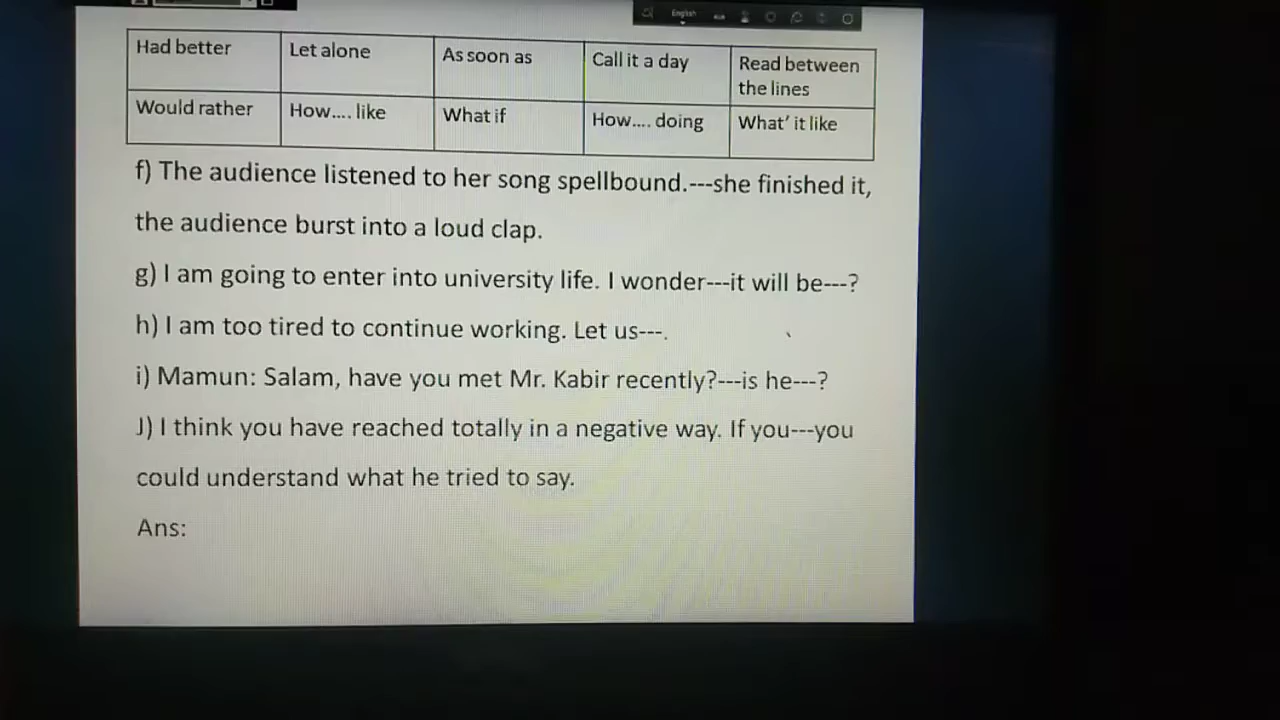 English
Had better Let alone As soon as Call it a day Read between the lines
Would rather How.... like What if How.... doing What' it like
f) The audience listened to her song spellbound.---she finished it,
the audience burst into a loud clap.
g) I am going to enter into university life. I wonder---it will be---?
h) I am too tired to continue working. Let us---.
i) Mamun: Salam, have you met Mr. Kabir recently?---is he---?
J) I think you have reached totally in a negative way. If you---you
could understand what he tried to say.
Ans: